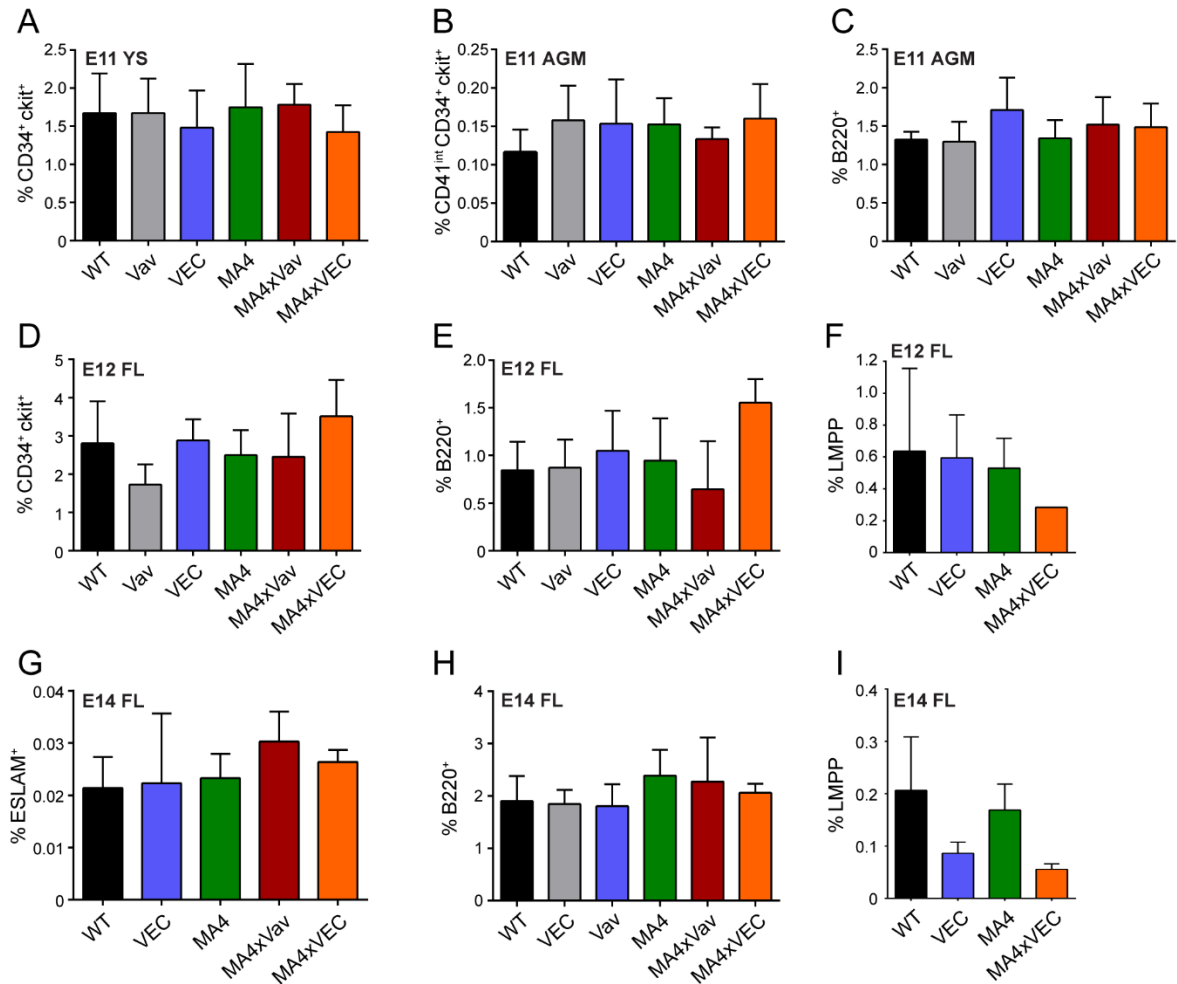 A
E11 YS
% CD34⁺ ckit⁺
2.5
2.0
1.5
1.0
0.5
0
WT
Vav
VEC
MA4
MA4xVav
MA4xVEC
B
E11 AGM
% CD41ⁱⁿᵗ CD34⁺ ckit⁺
0.25
0.20
0.15
0.10
0.05
0
WT
Vav
VEC
MA4
MA4xVav
MA4xVEC
C
E11 AGM
% B220⁺
2.5
2.0
1.5
1.0
0.5
0
WT
Vav
VEC
MA4
MA4xVav
MA4xVEC
D
E12 FL
% CD34⁺ ckit⁺
5
4
3
2
1
0
WT
Vav
VEC
MA4
MA4xVav
MA4xVEC
E
E12 FL
% B220⁺
2.0
1.5
1.0
0.5
0.0
WT
Vav
VEC
MA4
MA4xVav
MA4xVEC
F
E12 FL
% LMPP
1.2
1.0
0.8
0.6
0.4
0.2
0
WT
VEC
MA4
MA4xVEC
G
E14 FL
% ESLAM⁺
0.04
0.03
0.02
0.01
0
WT
VEC
MA4
MA4xVav
MA4xVEC
H
E14 FL
% B220⁺
4
3
2
1
0
WT
VEC
Vav
MA4
MA4xVav
MA4xVEC
I
E14 FL
% LMPP
0.4
0.3
0.2
0.1
0
WT
VEC
MA4
MA4xVEC